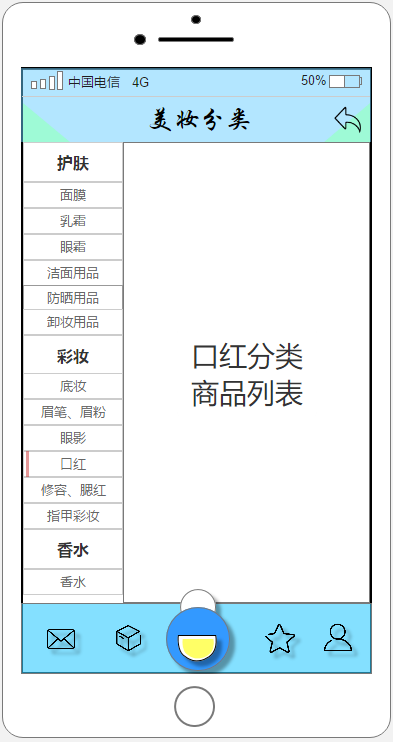 中国电信 4G 50%
美妆分类
护肤
面膜
乳霜
眼霜
洁面用品
防晒用品
卸妆用品
彩妆
底妆
眉笔、眉粉
眼影
口红
修容、腮红
指甲彩妆
香水
香水
口红分类
商品列表